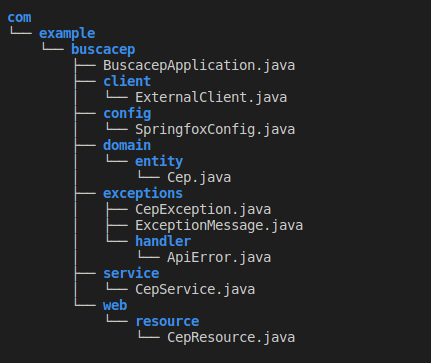 com
└── example
    └── buscacep
        ├── BuscacepApplication.java
        ├── client
        │   └── ExternalClient.java
        ├── config
        │   └── SpringfoxConfig.java
        ├── domain
        │   └── entity
        │       └── Cep.java
        ├── exceptions
        │   ├── CepException.java
        │   ├── ExceptionMessage.java
        │   └── handler
        │       └── ApiError.java
        ├── service
        │   └── CepService.java
        └── web
            └── resource
                └── CepResource.java